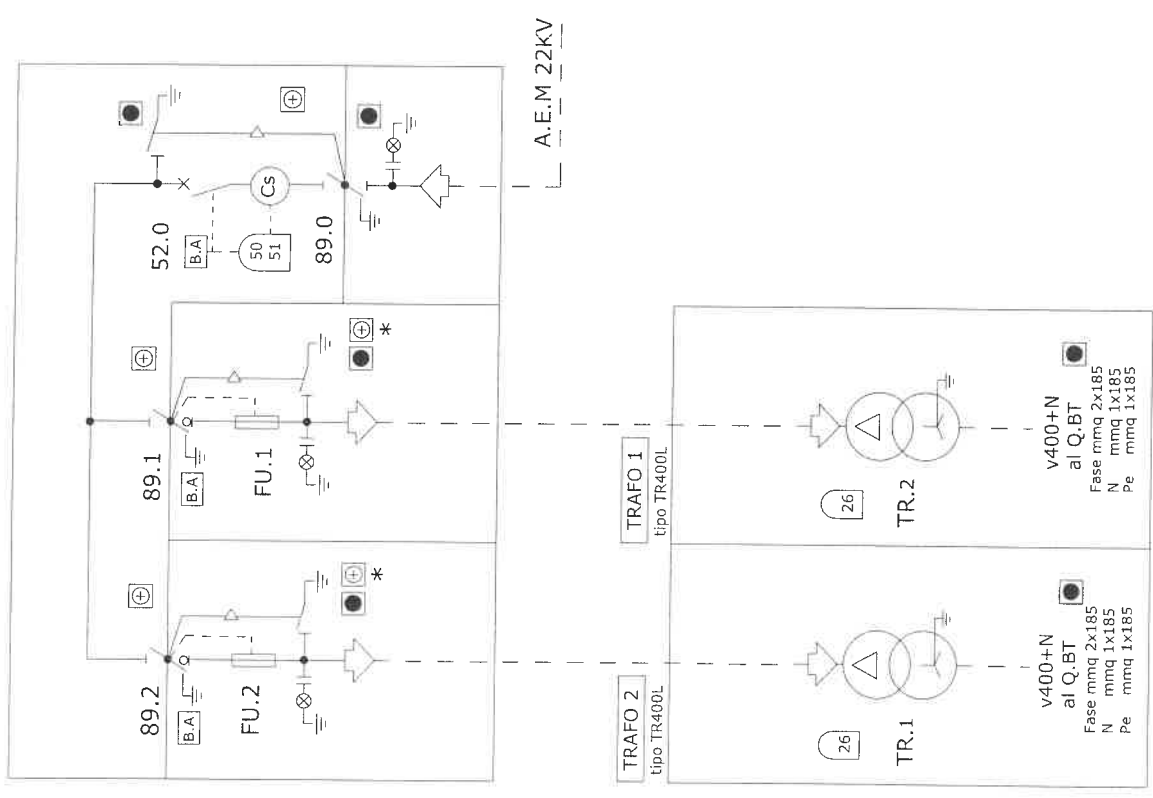 A.E.M 22KV
52.0
B.A
50
51
Cs
89.0
89.1
B.A
FU.1
*
89.2
B.A
FU.2
*
TRAFO 1
tipo TR400L
26
TR.2
v400+N
al Q.BT
Fase mmq 2x185
N mmq 1x185
Pe mmq 1x185
TRAFO 2
tipo TR400L
26
TR.1
v400+N
al Q.BT
Fase mmq 2x185
N mmq 1x185
Pe mmq 1x185